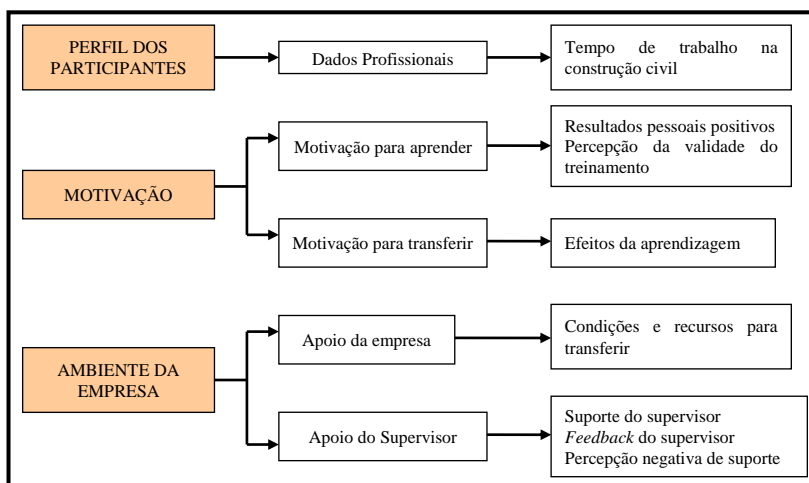 PERFIL DOS
PARTICIPANTES
Dados Profissionais
Tempo de trabalho na
construção civil
MOTIVAÇÃO
Motivação para aprender
Resultados pessoais positivos
Percepção da validade do
treinamento
Motivação para transferir
Efeitos da aprendizagem
AMBIENTE DA
EMPRESA
Apoio da empresa
Condições e recursos para
transferir
Apoio do Supervisor
Suporte do supervisor
Feedback do supervisor
Percepção negativa de suporte